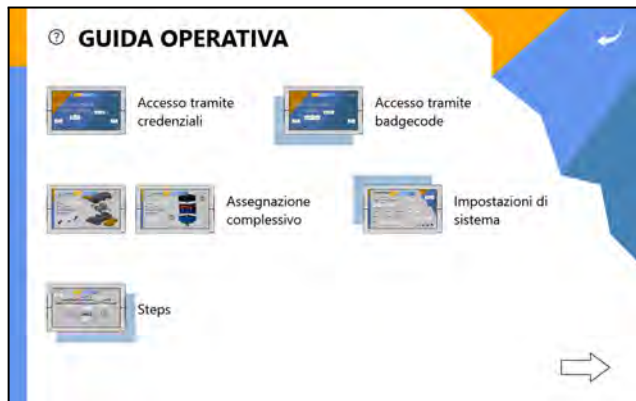 GUIDA OPERATIVA
Accesso tramite
credenziali
Accesso tramite
badgecode
Assegnazione
complessivo
Impostazioni di
sistema
Steps